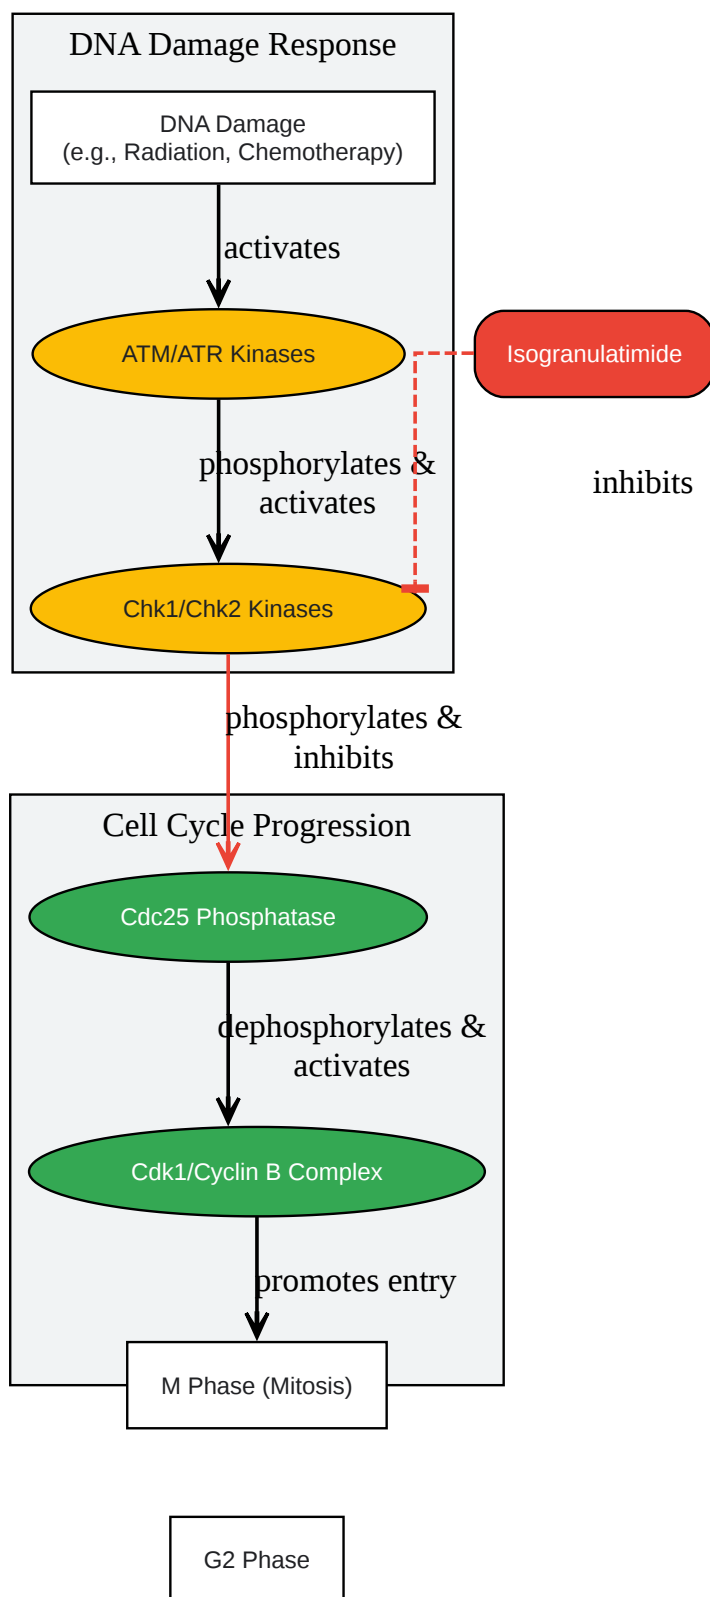 DNA Damage Response
DNA Damage
(e.g., Radiation, Chemotherapy)
activates
ATM/ATR Kinases
Isogranulatimide
phosphorylates &
activates
inhibits
Chk1/Chk2 Kinases
phosphorylates &
inhibits
Cell Cycle Progression
Cdc25 Phosphatase
dephosphorylates &
activates
Cdk1/Cyclin B Complex
promotes entry
M Phase (Mitosis)
G2 Phase